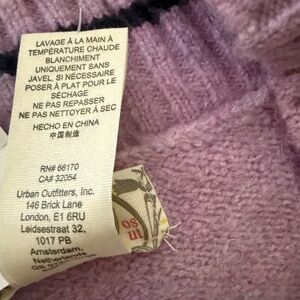 LAVAGE À LA MAIN À
TEMPÉRATURE CHAUDE
BLANCHIMENT
UNIQUEMENT SANS
JAVEL, SI NÉCESSAIRE
POSER À PLAT POUR LE
SÉCHAGE
NE PAS REPASSER
NE PAS NETTOYER À SEC
HECHO EN CHINA
中国制造
RN# 66170
CA# 32054
Urban Outfitters, Inc.
146 Brick Lane
London, E1 6RU
Leidsestraat 32,
1017 PB
Amsterdam,
Netherlands